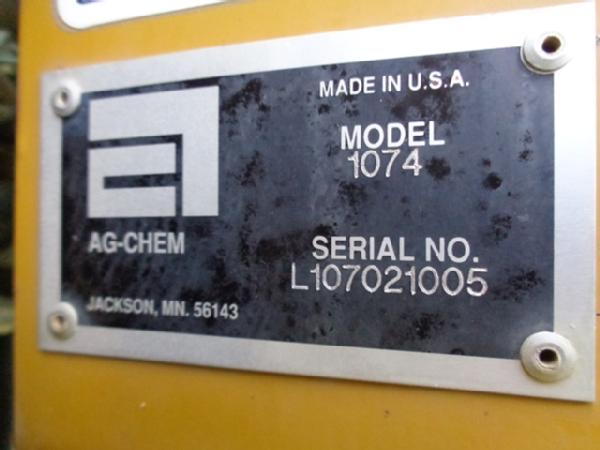 MADE IN U.S.A.
MODEL
1074
AG-CHEM
SERIAL NO.
L107021005
JACKSON, MN. 56143